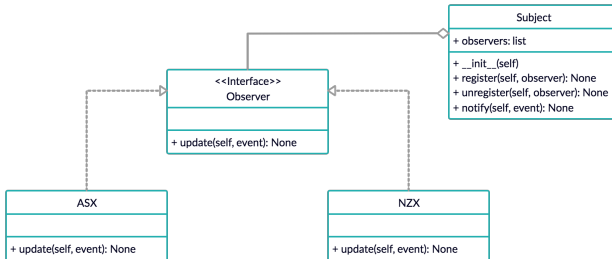 Subject
+ observers: list
+ __init__(self)
+ register(self, observer): None
+ unregister(self, observer): None
+ notify(self, event): None
<<Interface>>
Observer
+ update(self, event): None
ASX
+ update(self, event): None
NZX
+ update(self, event): None